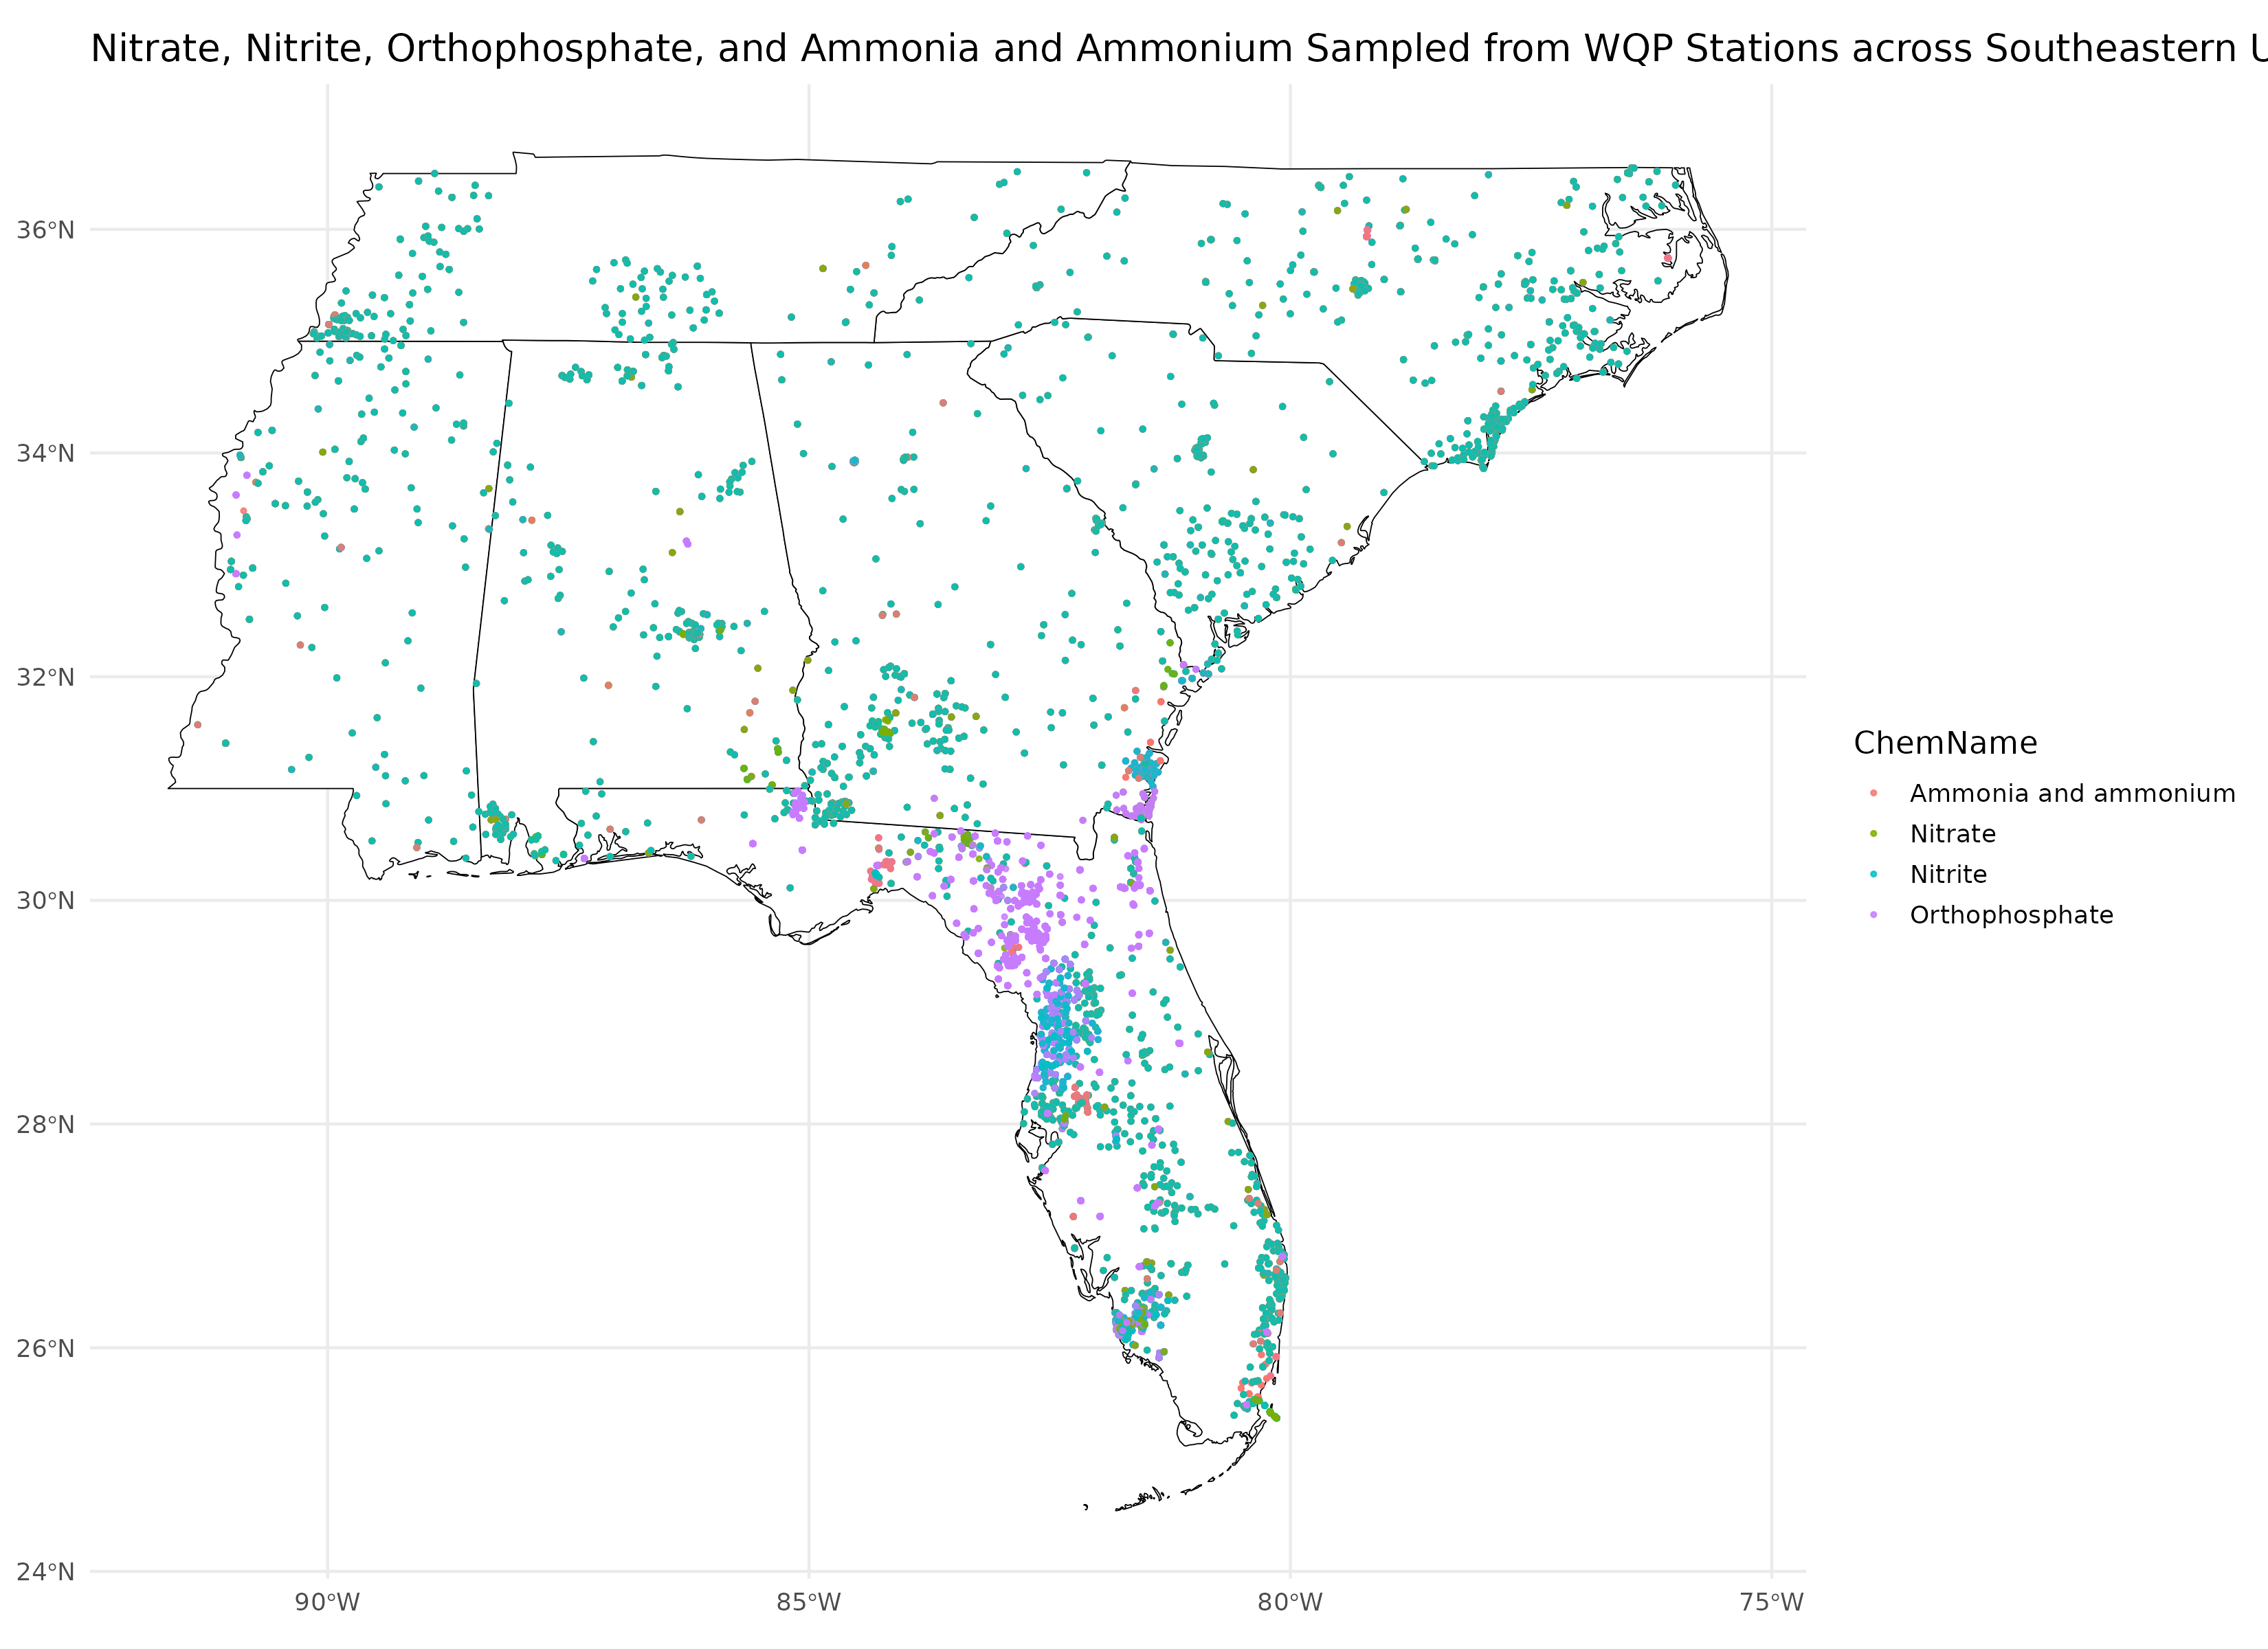 Nitrate, Nitrite, Orthophosphate, and Ammonia and Ammonium Sampled from WQP Stations across Southeastern U
36°N
34°N
32°N
30°N
28°N
26°N
24°N
90°W
85°W
80°W
75°W
ChemName
Ammonia and ammonium
Nitrate
Nitrite
Orthophosphate